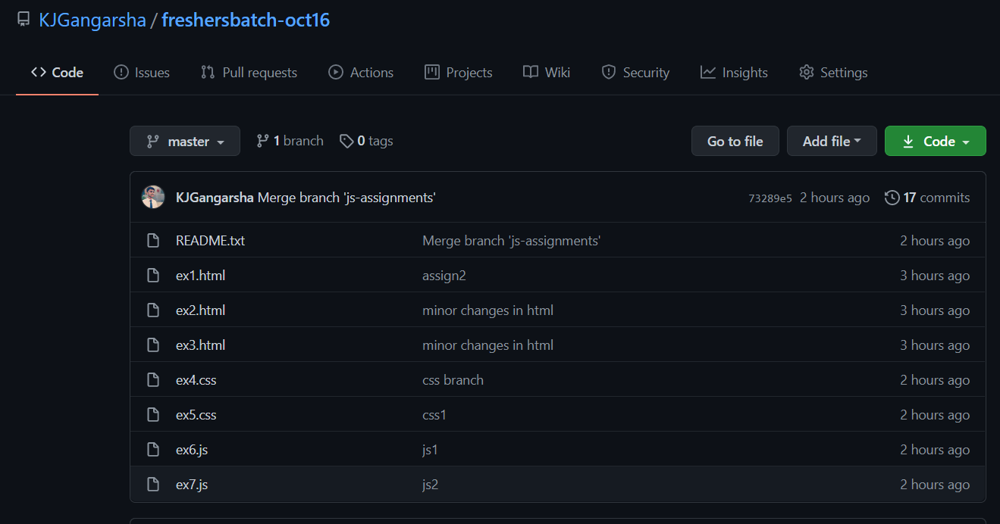 KJGangarsha / freshersbatch-oct16
Code Issues Pull requests Actions Projects Wiki Security Insights Settings
master 1 branch 0 tags Go to file Add file Code
KJGangarsha Merge branch 'js-assignments' 73289e5 2 hours ago 17 commits
README.txt Merge branch 'js-assignments' 2 hours ago
ex1.html assign2 3 hours ago
ex2.html minor changes in html 3 hours ago
ex3.html minor changes in html 3 hours ago
ex4.css css branch 2 hours ago
ex5.css css1 2 hours ago
ex6.js js1 2 hours ago
ex7.js js2 2 hours ago